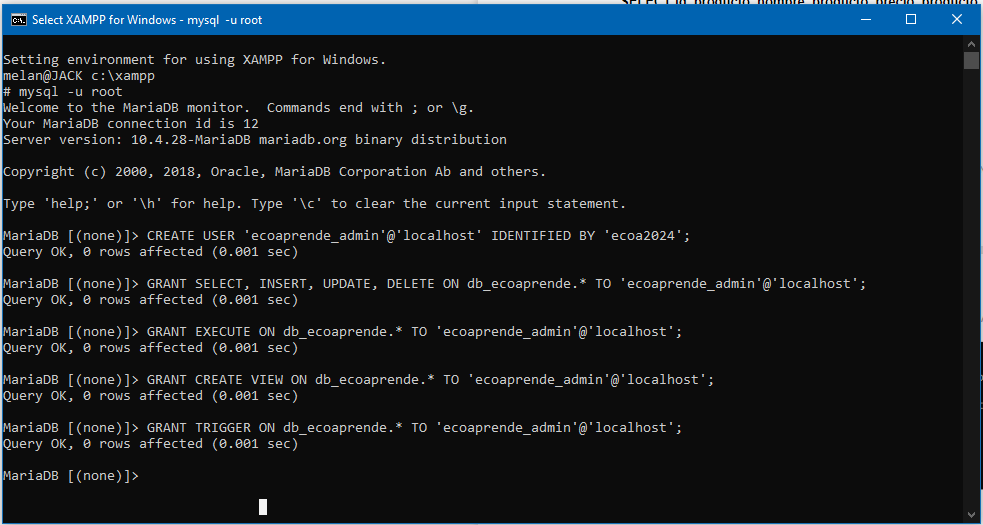 SELECT id_producto, nombre_producto, precio_producto
Select XAMPP for Windows - mysql -u root
Setting environment for using XAMPP for Windows.
melan@JACK c:\xampp
# mysql -u root
Welcome to the MariaDB monitor.  Commands end with ; or \g.
Your MariaDB connection id is 12
Server version: 10.4.28-MariaDB mariadb.org binary distribution
Copyright (c) 2000, 2018, Oracle, MariaDB Corporation Ab and others.
Type 'help;' or '\h' for help. Type '\c' to clear the current input statement.
MariaDB [(none)]> CREATE USER 'ecoaprende_admin'@'localhost' IDENTIFIED BY 'ecoa2024';
Query OK, 0 rows affected (0.001 sec)
MariaDB [(none)]> GRANT SELECT, INSERT, UPDATE, DELETE ON db_ecoaprende.* TO 'ecoaprende_admin'@'localhost';
Query OK, 0 rows affected (0.001 sec)
MariaDB [(none)]> GRANT EXECUTE ON db_ecoaprende.* TO 'ecoaprende_admin'@'localhost';
Query OK, 0 rows affected (0.001 sec)
MariaDB [(none)]> GRANT CREATE VIEW ON db_ecoaprende.* TO 'ecoaprende_admin'@'localhost';
Query OK, 0 rows affected (0.001 sec)
MariaDB [(none)]> GRANT TRIGGER ON db_ecoaprende.* TO 'ecoaprende_admin'@'localhost';
Query OK, 0 rows affected (0.001 sec)
MariaDB [(none)]>